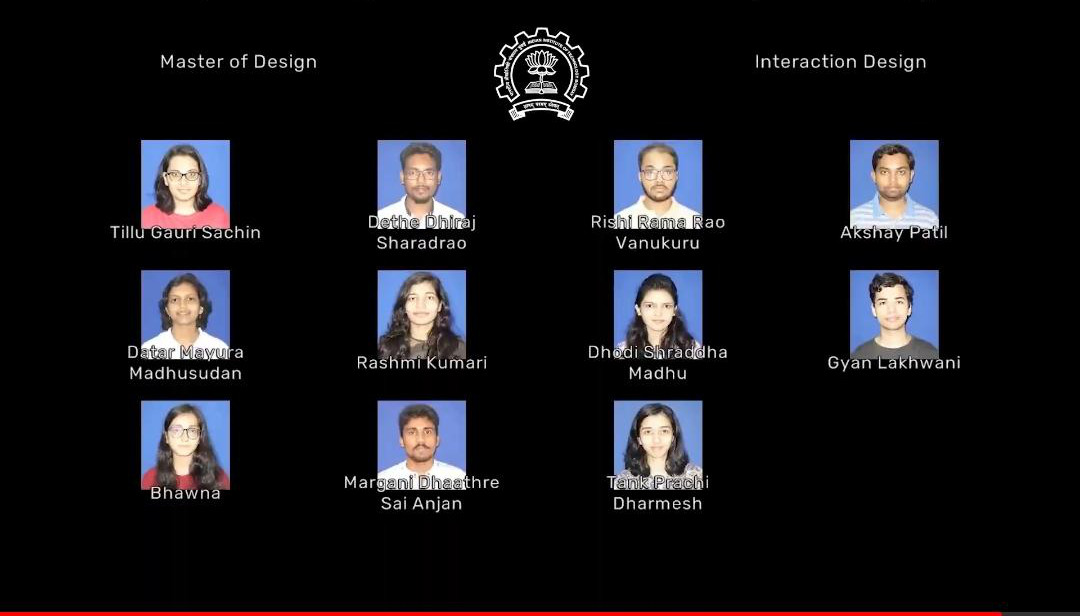 Master of Design
Interaction Design
Tillu Gauri Sachin
Dethe Dhiraj
Sharadrao
Rishi Rama Rao
Vanukuru
Akshay Patil
Datar Mayura
Madhusudan
Rashmi Kumari
Dhodi Shraddha
Madhu
Gyan Lakhwani
Bhawna
Margani Dhaathre
Sai Anjan
Tank Prachi
Dharmesh